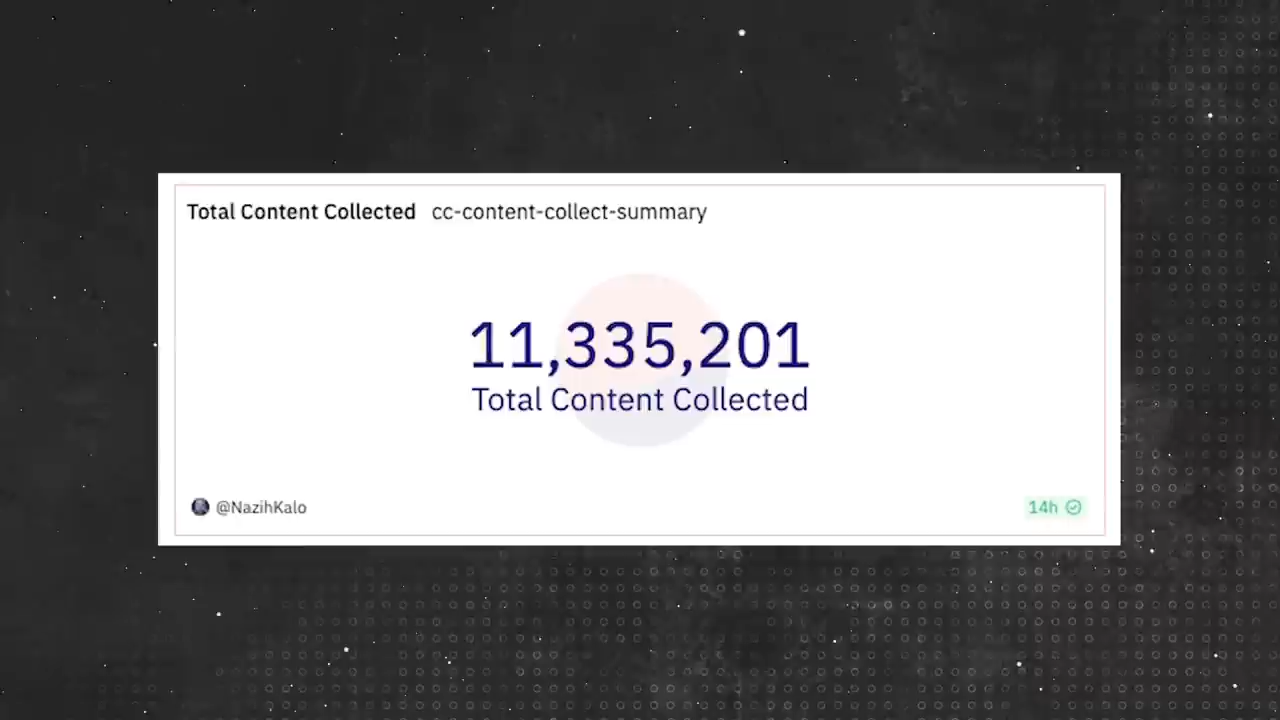 Total Content Collected cc-content-collect-summary
11,335,201
Total Content Collected
@NazihKalo 14h